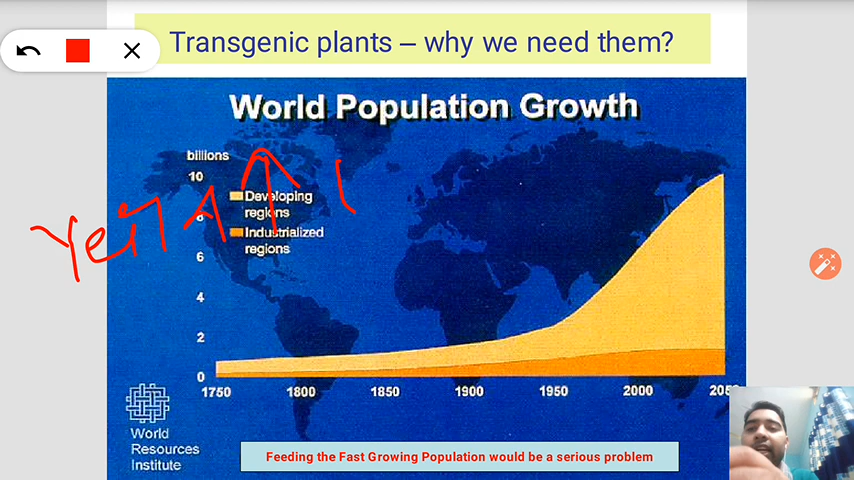 Transgenic plants – why we need them?
World Population Growth
billions
10
8
6
4
2
0
Developing
regions
Industrialized
regions
1750 1800 1850 1900 1950 2000 2050
World
Resources
Institute
Feeding the Fast Growing Population would be a serious problem